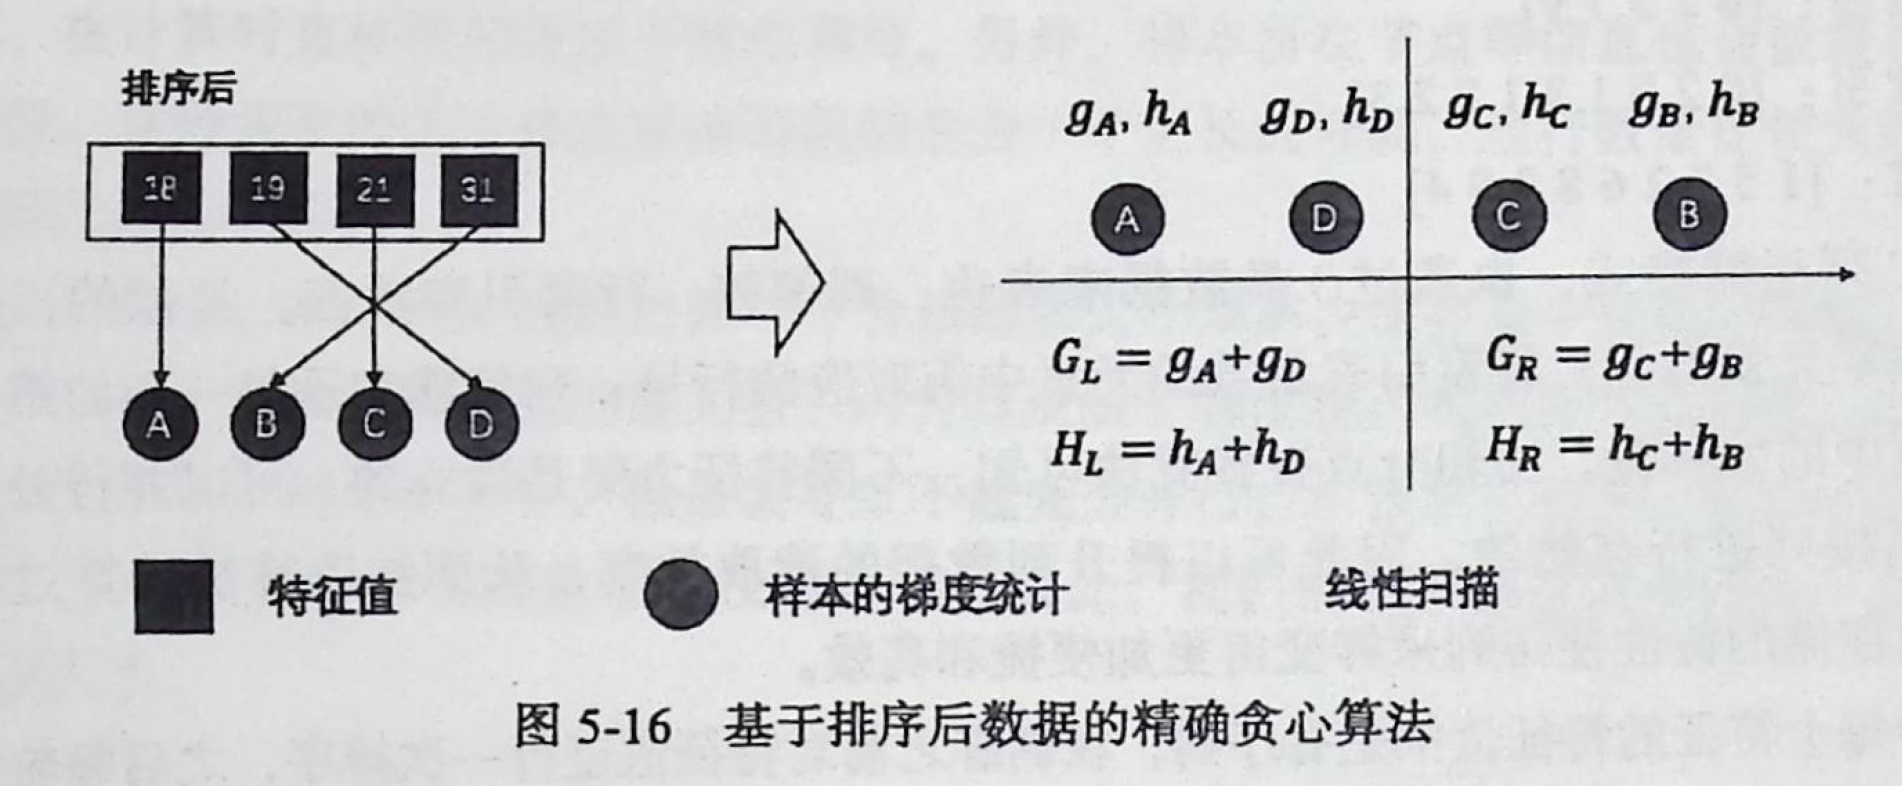 排序后
18 19 21 31
A B C D
g_A, h_A g_D, h_D g_C, h_C g_B, h_B
A D C B
G_L = g_A+g_D G_R = g_C+g_B
H_L = h_A+h_D H_R = h_C+h_B
特征值 样本的梯度统计 线性扫描
图 5-16 基于排序后数据的精确贪心算法